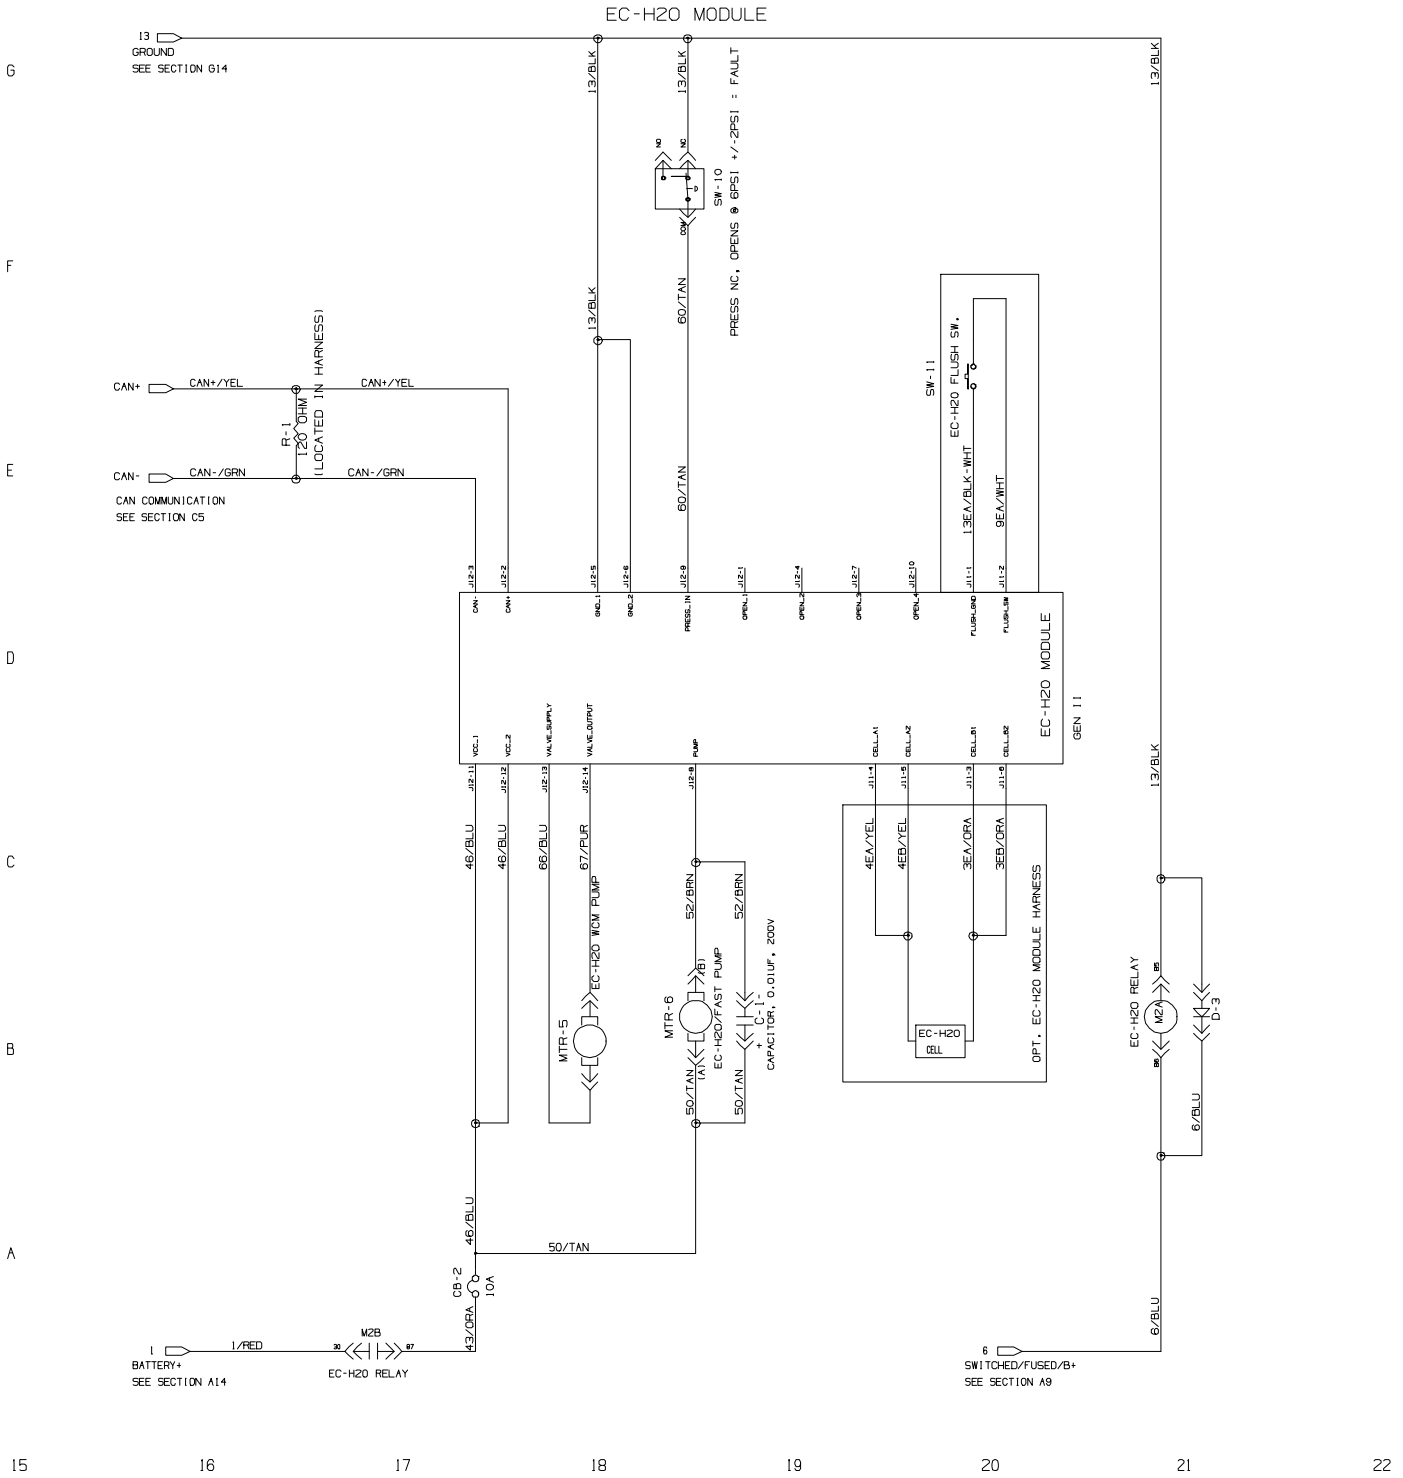 EC-H2O MODULE
13
GROUND
SEE SECTION G14
G
F
E
D
C
B
A
13/BLK
13/BLK
13/BLK
NO
NC
COM
SW-10
PRESS NC, OPENS @ 6PSI +/-2PSI = FAULT
13/BLK
60/TAN
60/TAN
CAN+
CAN+/YEL
CAN+/YEL
R-1
120 OHM
(LOCATED IN HARNESS)
CAN-
CAN-/GRN
CAN-/GRN
CAN COMMUNICATION
SEE SECTION C5
SW-11
EC-H2O FLUSH SW.
13EA/BLK-WHT
9EA/WHT
J12-3
J12-2
J12-5
J12-6
J12-9
J12-1
J12-4
J12-7
J12-10
J11-1
J11-2
CAN-
CAN+
GND_1
GND_2
PRESS_IN
OPEN_1
OPEN_2
OPEN_3
OPEN_4
FLUSH_GND
FLUSH_SW
EC-H2O MODULE
GEN II
VCC_1
VCC_2
VALVE_SUPPLY
VALVE_OUTPUT
PUMP
CELL_A1
CELL_A2
CELL_B1
CELL_B2
J12-11
J12-12
J12-13
J12-14
J12-8
J11-4
J11-5
J11-3
J11-6
13/BLK
46/BLU
46/BLU
66/BLU
67/PUR
EC-H2O WCM PUMP
MTR-5
52/BRN
52/BRN
(B)
MTR-6
EC-H2O/FAST PUMP
(A)
50/TAN
50/TAN
+ C-1-
CAPACITOR, 0.01UF, 200V
4EA/YEL
4EB/YEL
3EA/ORA
3EB/ORA
OPT. EC-H2O MODULE HARNESS
EC-H2O
CELL
EC-H2O RELAY
85
M2A
86
D-3
6/BLU
46/BLU
50/TAN
CB-2
10A
43/ORA
6/BLU
1
1/RED
BATTERY+
SEE SECTION A14
M2B
30
87
EC-H2O RELAY
6
SWITCHED/FUSED/B+
SEE SECTION A9
15
16
17
18
19
20
21
22